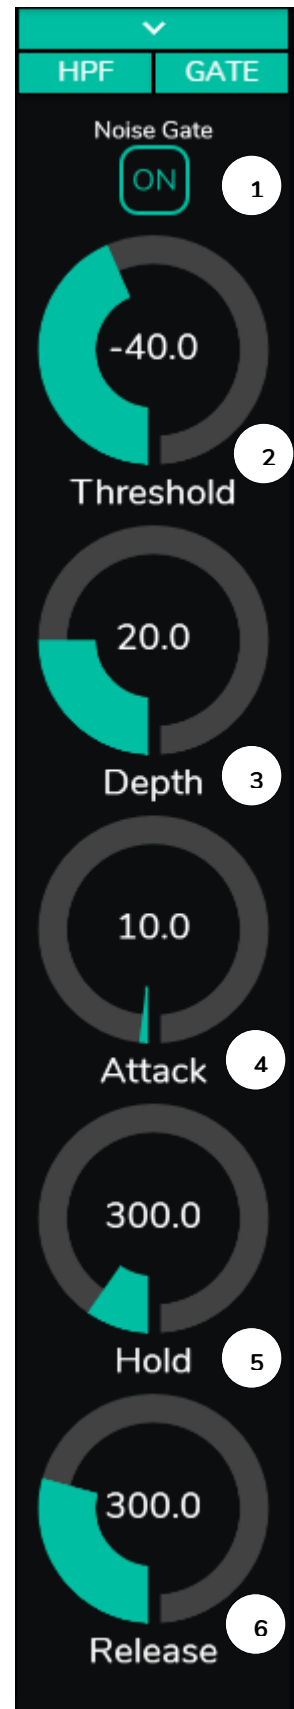 HPF GATE
Noise Gate
ON
1
-40.0
2
Threshold
20.0
Depth
3
10.0
Attack
4
300.0
Hold
5
300.0
6
Release